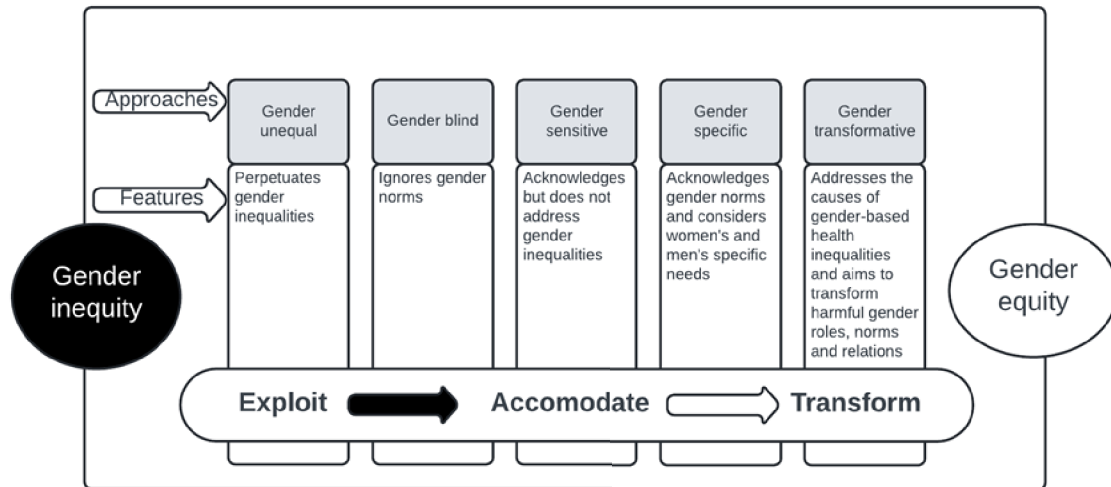 Approaches
Gender
unequal
Gender blind
Gender
sensitive
Gender
specific
Gender
transformative
Features
Perpetuates
gender
inequalities
Ignores gender
norms
Acknowledges
but does not
address
gender
inequalities
Acknowledges
gender norms
and considers
women's and
men's specific
needs
Addresses the
causes of
gender-based
health
inequalities
and aims to
transform
harmful gender
roles, norms
and relations
Gender
inequity
Gender
equity
Exploit
Accomodate
Transform